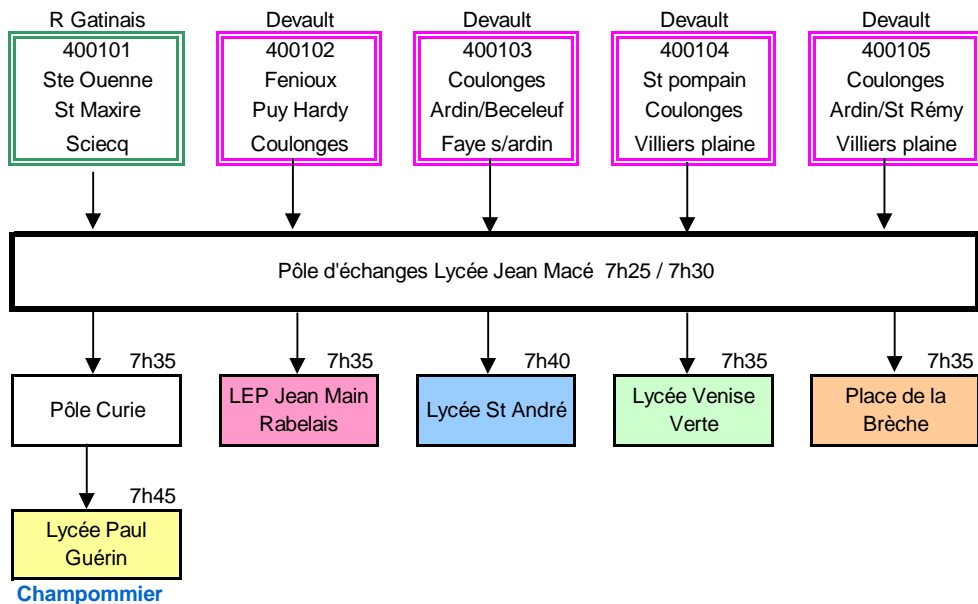 R Gatinais
400101
Ste Ouenne
St Maxire
Sciecq
Devault
400102
Fenioux
Puy Hardy
Coulonges
Devault
400103
Coulonges
Ardin/Beceleuf
Faye s/ardin
Devault
400104
St pompain
Coulonges
Villiers plaine
Devault
400105
Coulonges
Ardin/St Rémy
Villiers plaine
Pôle d'échanges Lycée Jean Macé 7h25 / 7h30
7h35
Pôle Curie
7h35
LEP Jean Main
Rabelais
7h40
Lycée St André
7h35
Lycée Venise
Verte
7h35
Place de la
Brèche
7h45
Lycée Paul
Guérin
Champommier